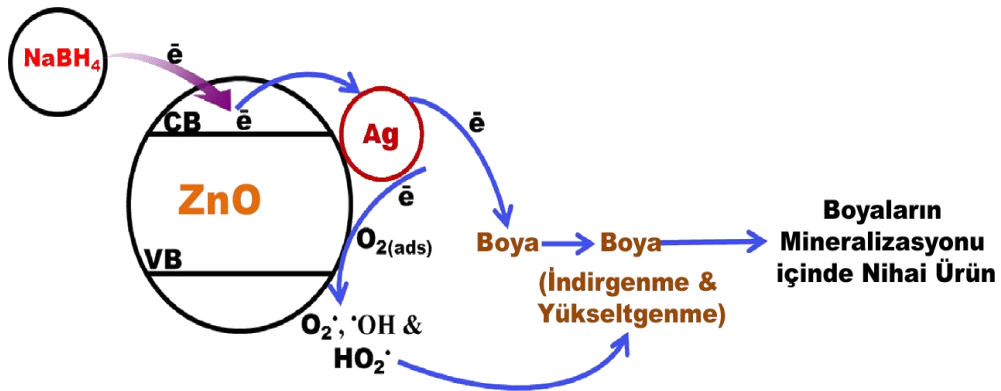 NaBH₄
ē
CB
ē
Ag
ē
ZnO
ē
O₂(ads)
VB
Boya
Boya
(İndirgenme &
Yükseltgenme)
Boyaların
Mineralizasyonu
içinde Nihai Ürün
O₂˙, ˙OH &
HO₂˙